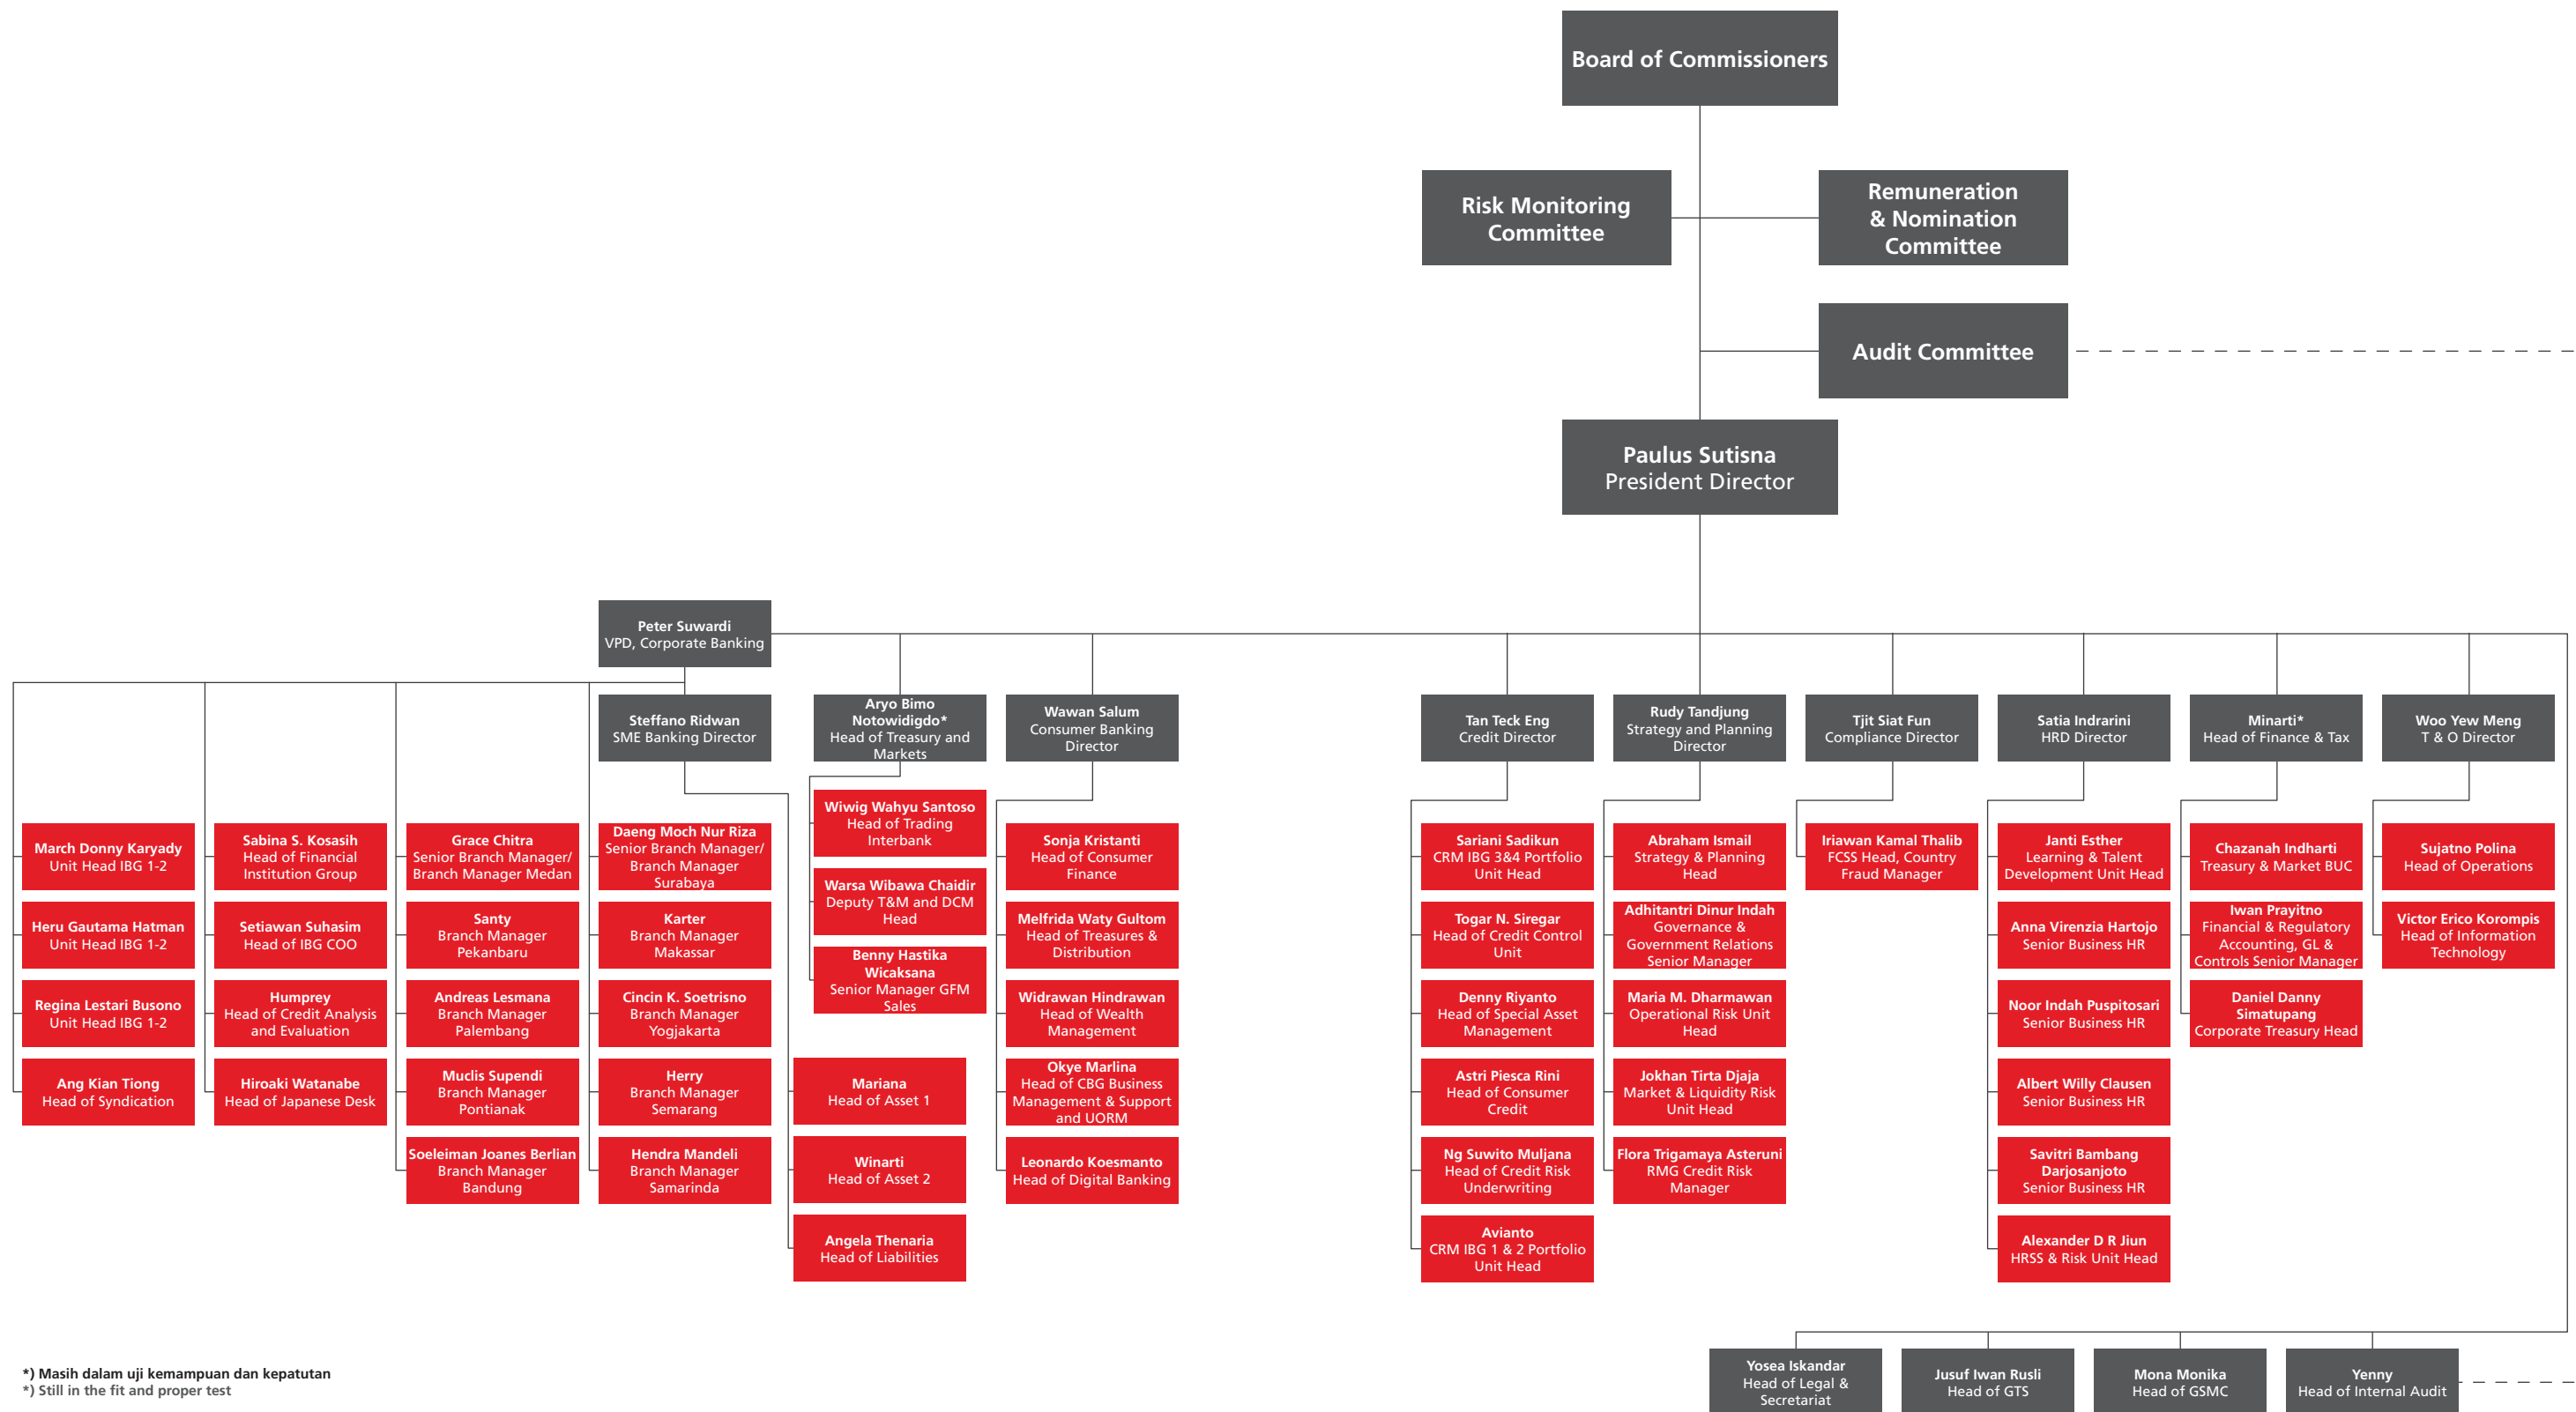 Board of Commissioners
Risk Monitoring
Committee
Remuneration
& Nomination
Committee
Audit Committee
Paulus Sutisna
President Director
Peter Suwardi
VPD, Corporate Banking
Steffano Ridwan
SME Banking Director
Aryo Bimo
Notowidigdo*
Head of Treasury and
Markets
Wawan Salum
Consumer Banking
Director
Tan Teck Eng
Credit Director
Rudy Tandjung
Strategy and Planning
Director
Tjit Siat Fun
Compliance Director
Satia Indrarini
HRD Director
Minarti*
Head of Finance & Tax
Woo Yew Meng
T & O Director
March Donny Karyady
Unit Head IBG 1-2
Heru Gautama Hatman
Unit Head IBG 1-2
Regina Lestari Busono
Unit Head IBG 1-2
Ang Kian Tiong
Head of Syndication
Sabina S. Kosasih
Head of Financial
Institution Group
Setiawan Suhasim
Head of IBG COO
Humprey
Head of Credit Analysis
and Evaluation
Hiroaki Watanabe
Head of Japanese Desk
Grace Chitra
Senior Branch Manager/
Branch Manager Medan
Santy
Branch Manager
Pekanbaru
Andreas Lesmana
Branch Manager
Palembang
Muclis Supendi
Branch Manager
Pontianak
Soeleiman Joanes Berlian
Branch Manager
Bandung
Daeng Moch Nur Riza
Senior Branch Manager/
Branch Manager
Surabaya
Karter
Branch Manager
Makassar
Cincin K. Soetrisno
Branch Manager
Yogjakarta
Herry
Branch Manager
Semarang
Hendra Mandeli
Branch Manager
Samarinda
Wiwig Wahyu Santoso
Head of Trading
Interbank
Warsa Wibawa Chaidir
Deputy T&M and DCM
Head
Benny Hastika
Wicaksana
Senior Manager GFM
Sales
Mariana
Head of Asset 1
Winarti
Head of Asset 2
Angela Thenaria
Head of Liabilities
Sonja Kristanti
Head of Consumer
Finance
Melfrida Waty Gultom
Head of Treasures &
Distribution
Widrawan Hindrawan
Head of Wealth
Management
Okye Marlina
Head of CBG Business
Management & Support
and UORM
Leonardo Koesmanto
Head of Digital Banking
Sariani Sadikun
CRM IBG 3&4 Portfolio
Unit Head
Togar N. Siregar
Head of Credit Control
Unit
Denny Riyanto
Head of Special Asset
Management
Astri Piesca Rini
Head of Consumer
Credit
Ng Suwito Muljana
Head of Credit Risk
Underwriting
Avianto
CRM IBG 1 & 2 Portfolio
Unit Head
Abraham Ismail
Strategy & Planning
Head
Adhitantri Dinur Indah
Governance &
Government Relations
Senior Manager
Maria M. Dharmawan
Operational Risk Unit
Head
Jokhan Tirta Djaja
Market & Liquidity Risk
Unit Head
Flora Trigamaya Asteruni
RMG Credit Risk
Manager
Iriawan Kamal Thalib
FCSS Head, Country
Fraud Manager
Janti Esther
Learning & Talent
Development Unit Head
Anna Virenzia Hartojo
Senior Business HR
Noor Indah Puspitosari
Senior Business HR
Albert Willy Clausen
Senior Business HR
Savitri Bambang
Darjosanjoto
Senior Business HR
Alexander D R Jiun
HRSS & Risk Unit Head
Chazanah Indharti
Treasury & Market BUC
Iwan Prayitno
Financial & Regulatory
Accounting, GL &
Controls Senior Manager
Daniel Danny
Simatupang
Corporate Treasury Head
Sujatno Polina
Head of Operations
Victor Erico Korompis
Head of Information
Technology
Yosea Iskandar
Head of Legal &
Secretariat
Jusuf Iwan Rusli
Head of GTS
Mona Monika
Head of GSMC
Yenny
Head of Internal Audit
*) Masih dalam uji kemampuan dan kepatutan
*) Still in the fit and proper test